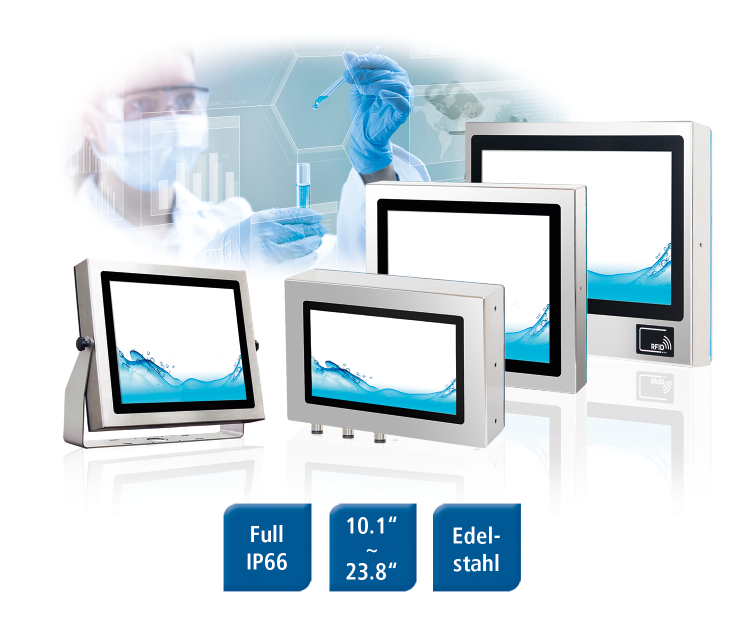 RFID
Full
IP66
10.1“
~
23.8“
Edel-
stahl